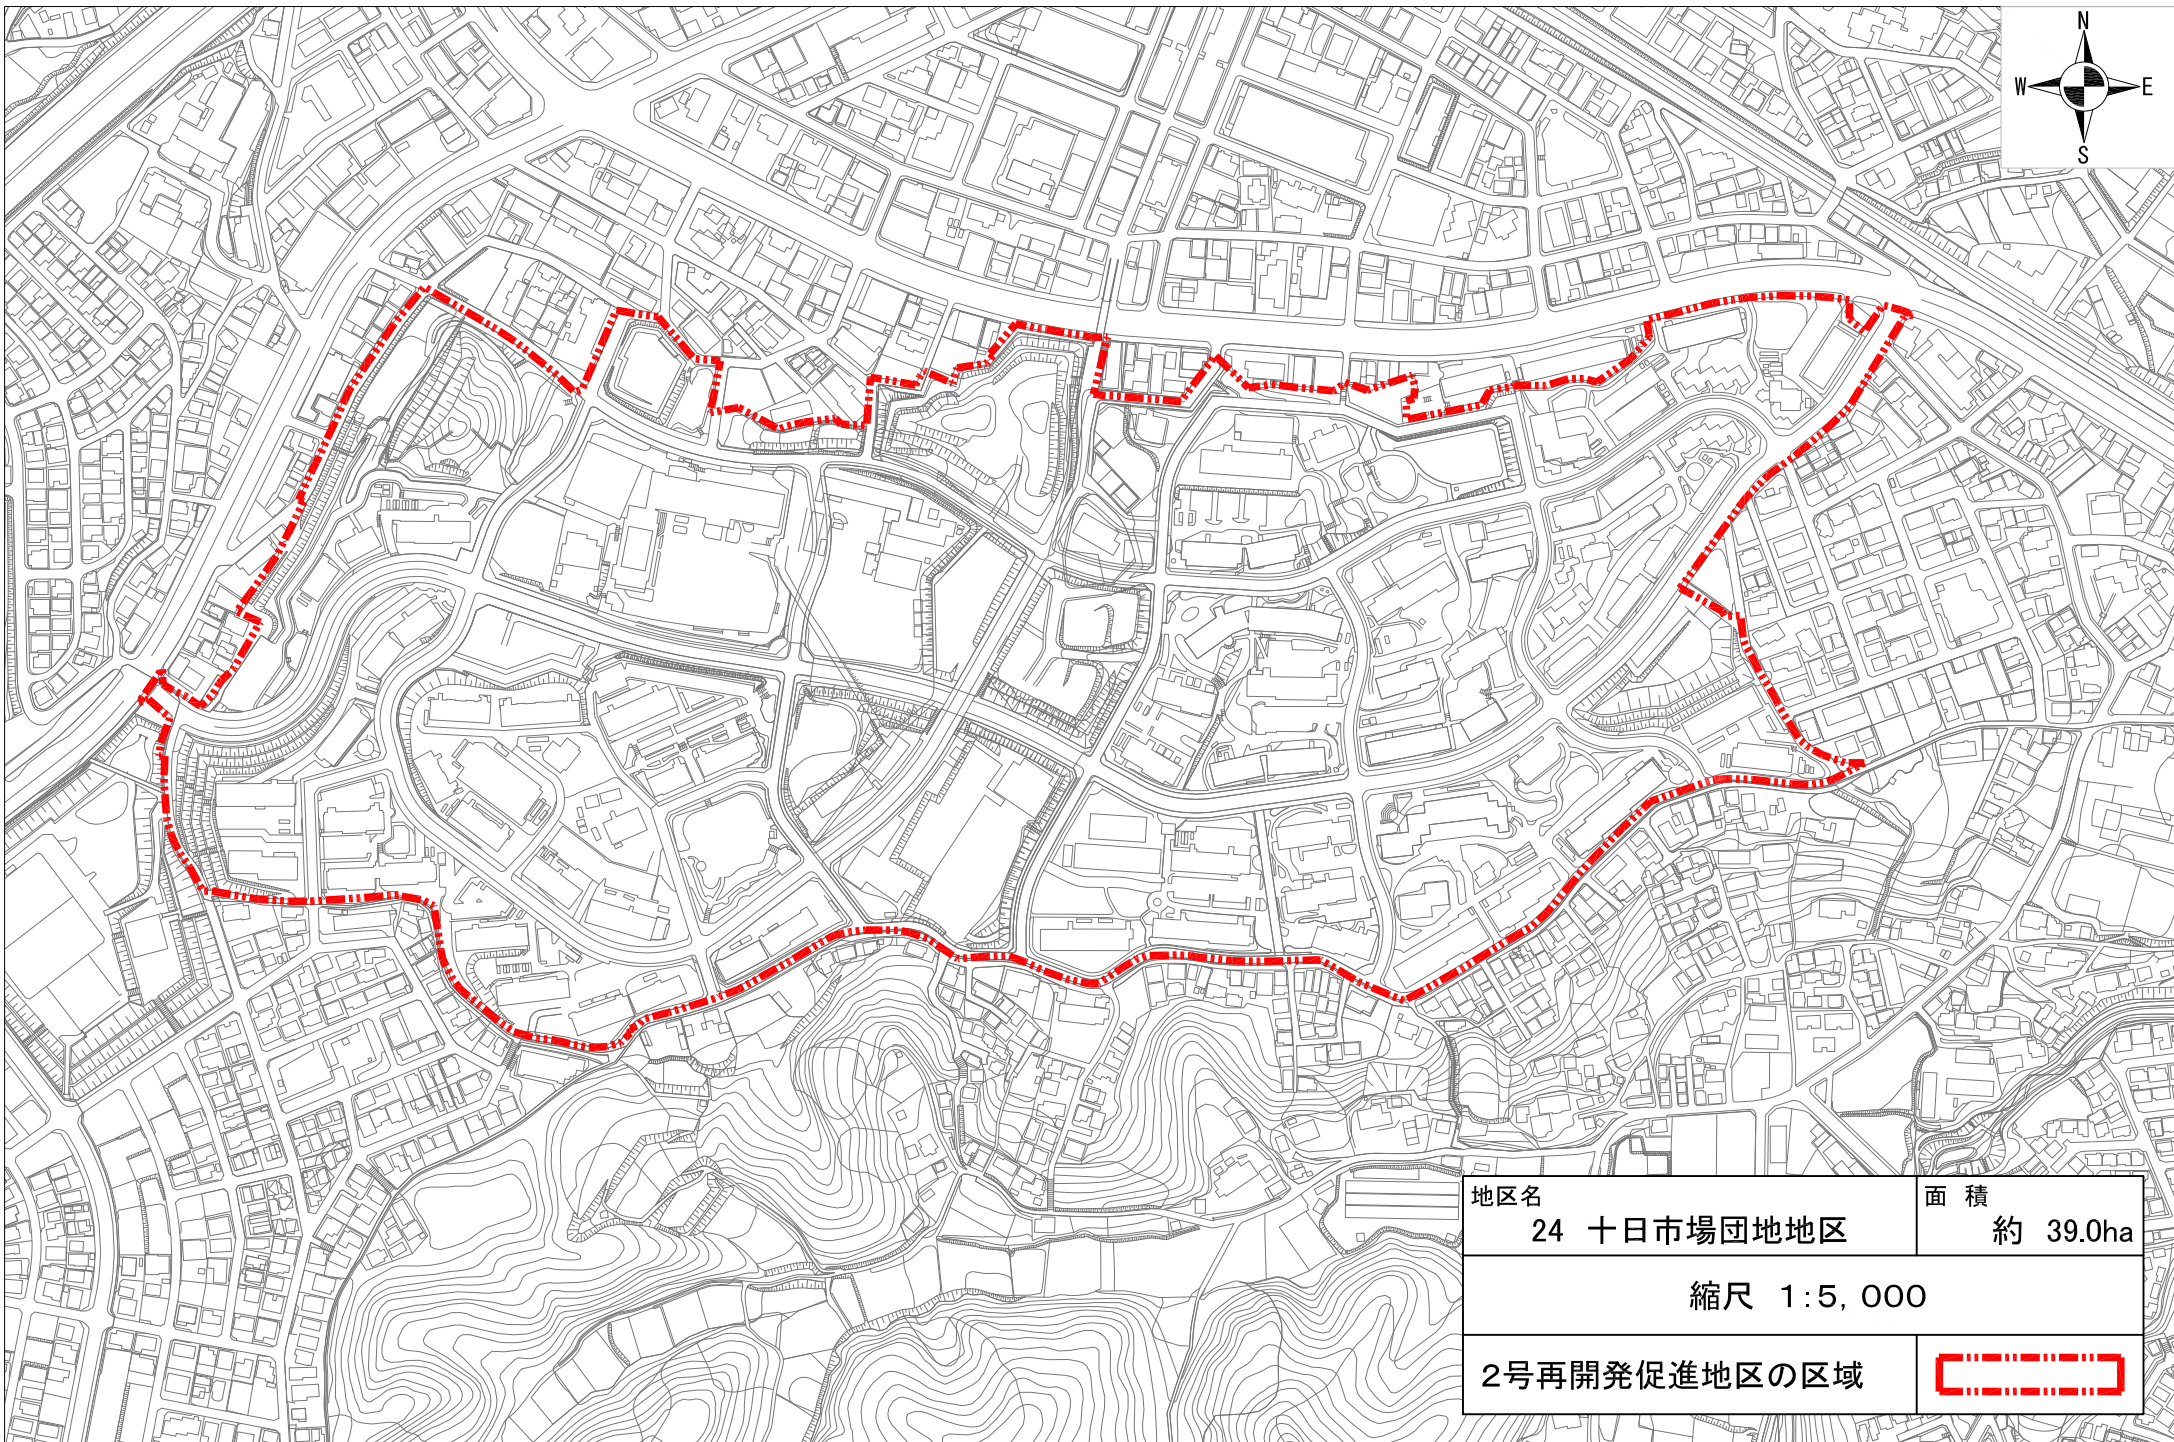 N
W E
S
地区名
24 十日市場団地地区
面 積
約 39.0ha
縮尺 1:5,000
2号再開発促進地区の区域